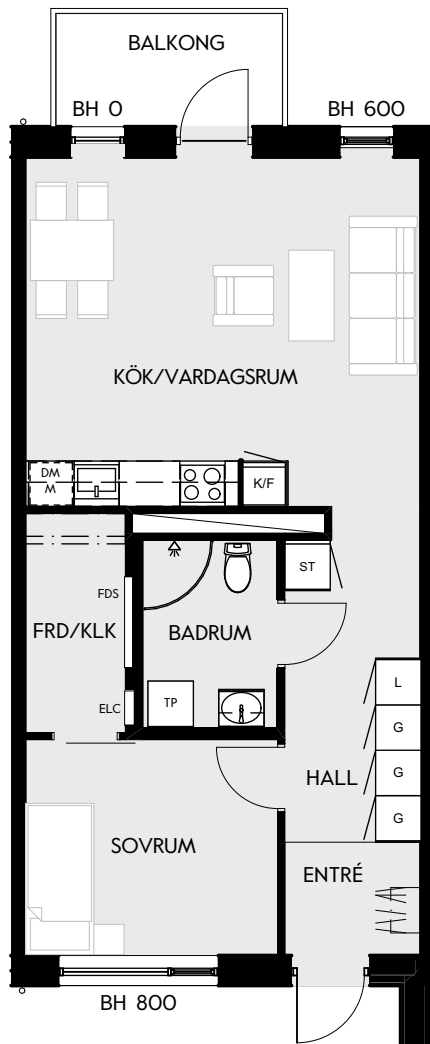 BALKONG
BH 0
BH 600
KÖK/VARDAGSRUM
DM
M
K/F
ST
FDS
FRD/KLK
BADRUM
ELC
TP
L
G
HALL
G
G
SOVRUM
ENTRÉ
BH 800